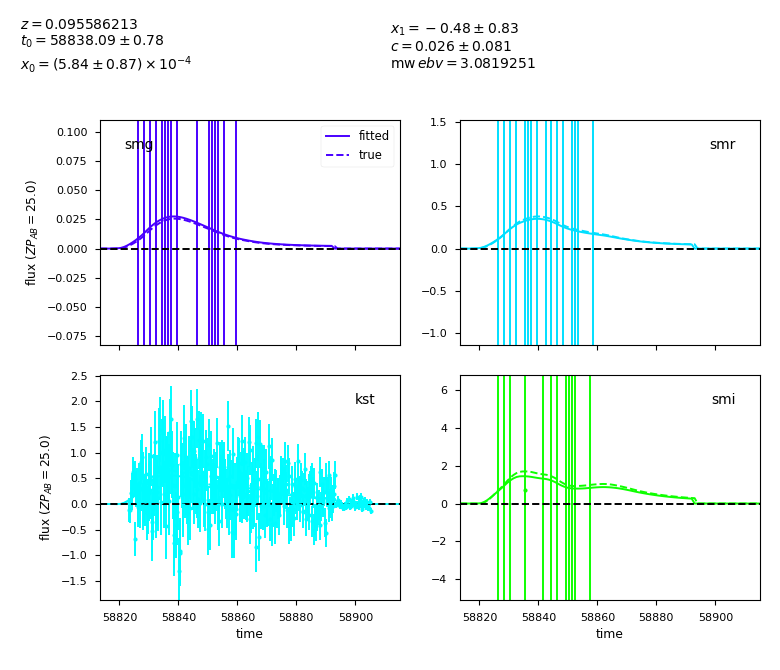 z = 0.095586213
t₀ = 58838.09 ± 0.78
x₀ = (5.84 ± 0.87) × 10⁻⁴
x₁ = −0.48 ± 0.83
c = 0.026 ± 0.081
mw ebv = 3.0819251
smg
fitted
true
0.100
0.075
0.050
0.025
0.000
−0.025
−0.050
−0.075
flux (ZP_AB = 25.0)
smr
1.5
1.0
0.5
0.0
−0.5
−1.0
kst
2.5
2.0
1.5
1.0
0.5
0.0
−0.5
−1.0
−1.5
flux (ZP_AB = 25.0)
58820 58840 58860 58880 58900
time
smi
6
4
2
0
−2
−4
58820 58840 58860 58880 58900
time